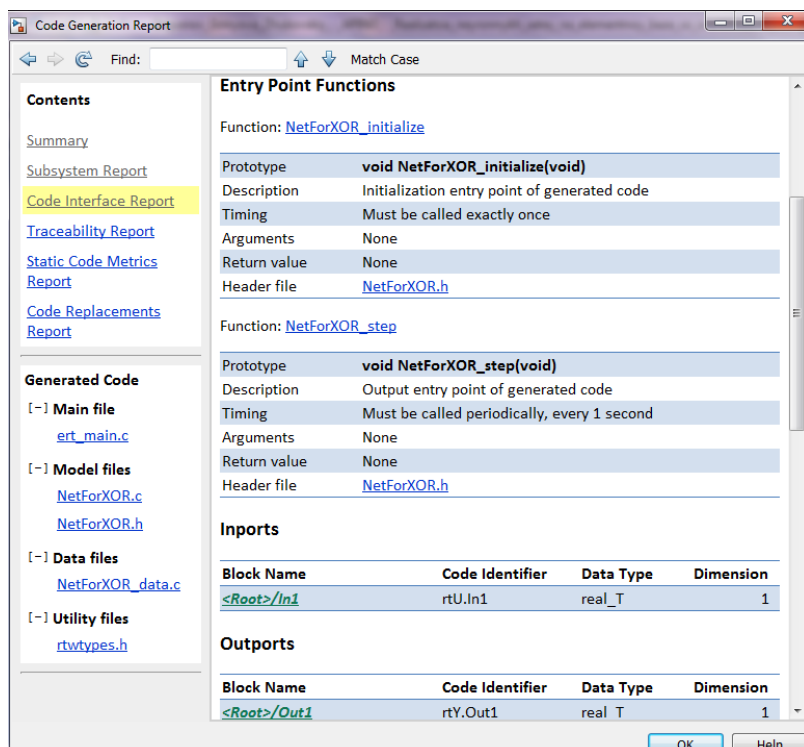 Code Generation Report
Find:
Match Case
Contents
Summary
Subsystem Report
Code Interface Report
Traceability Report
Static Code Metrics
Report
Code Replacements
Report
Generated Code
[-] Main file
ert_main.c
[-] Model files
NetForXOR.c
NetForXOR.h
[-] Data files
NetForXOR_data.c
[-] Utility files
rtwtypes.h
Entry Point Functions
Function: NetForXOR_initialize
Prototype void NetForXOR_initialize(void)
Description Initialization entry point of generated code
Timing Must be called exactly once
Arguments None
Return value None
Header file NetForXOR.h
Function: NetForXOR_step
Prototype void NetForXOR_step(void)
Description Output entry point of generated code
Timing Must be called periodically, every 1 second
Arguments None
Return value None
Header file NetForXOR.h
Inports
Block Name Code Identifier Data Type Dimension
<Root>/In1 rtU.In1 real_T 1
Outports
Block Name Code Identifier Data Type Dimension
<Root>/Out1 rtY.Out1 real_T 1
OK Help